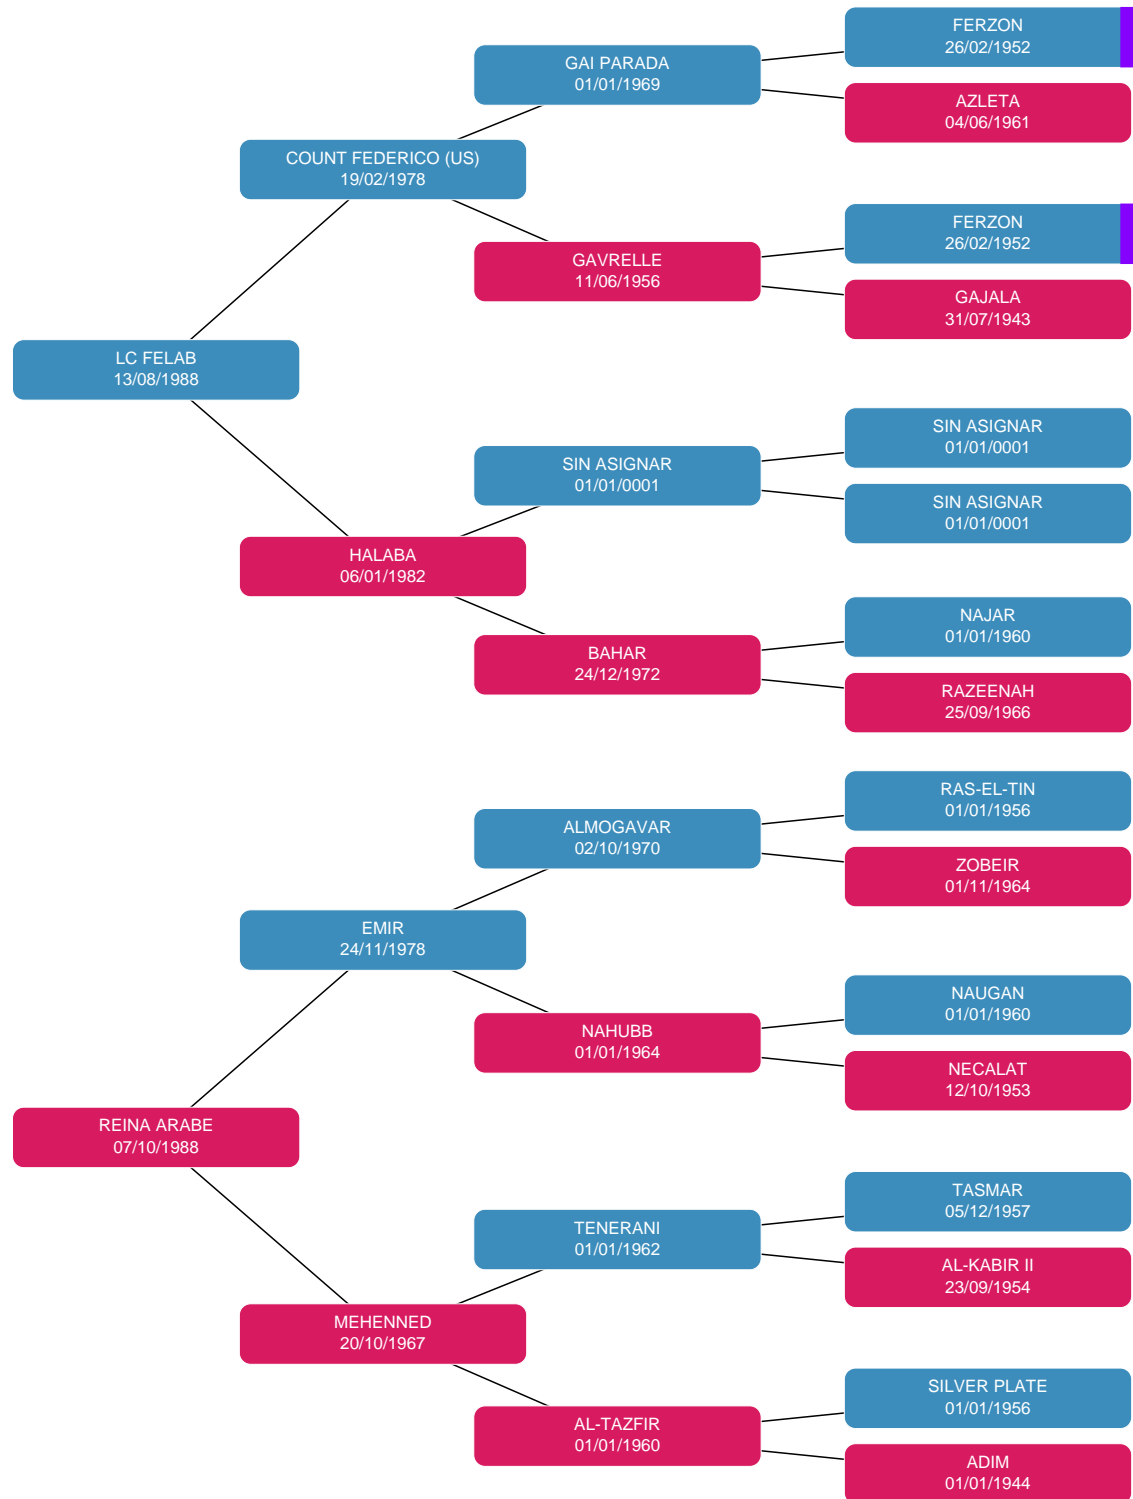 FERZON
26/02/1952
GAI PARADA
01/01/1969
AZLETA
04/06/1961
COUNT FEDERICO (US)
19/02/1978
FERZON
26/02/1952
GAVRELLE
11/06/1956
GAJALA
31/07/1943
LC FELAB
13/08/1988
SIN ASIGNAR
01/01/0001
SIN ASIGNAR
01/01/0001
SIN ASIGNAR
01/01/0001
HALABA
06/01/1982
NAJAR
01/01/1960
BAHAR
24/12/1972
RAZEENAH
25/09/1966
RAS-EL-TIN
01/01/1956
ALMOGAVAR
02/10/1970
ZOBEIR
01/11/1964
EMIR
24/11/1978
NAUGAN
01/01/1960
NAHUBB
01/01/1964
NECALAT
12/10/1953
REINA ARABE
07/10/1988
TASMAR
05/12/1957
TENERANI
01/01/1962
AL-KABIR II
23/09/1954
MEHENNED
20/10/1967
SILVER PLATE
01/01/1956
AL-TAZFIR
01/01/1960
ADIM
01/01/1944